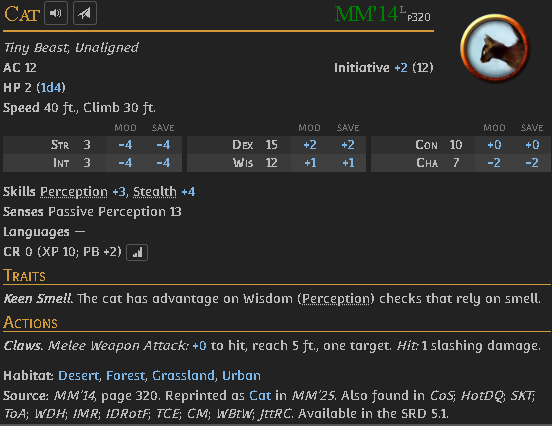 CAT MM'14 L P320
Tiny Beast, Unaligned
AC 12 Initiative +2 (12)
HP 2 (1d4)
Speed 40 ft., Climb 30 ft.
MOD SAVE MOD SAVE MOD SAVE
STR 3 −4 −4 DEX 15 +2 +2 CON 10 +0 +0
INT 3 −4 −4 WIS 12 +1 +1 CHA 7 −2 −2
Skills Perception +3, Stealth +4
Senses Passive Perception 13
Languages —
CR 0 (XP 10; PB +2)
TRAITS
Keen Smell. The cat has advantage on Wisdom (Perception) checks that rely on smell.
ACTIONS
Claws. Melee Weapon Attack: +0 to hit, reach 5 ft., one target. Hit: 1 slashing damage.
Habitat: Desert, Forest, Grassland, Urban
Source: MM'14, page 320. Reprinted as Cat in MM'25. Also found in CoS; HotDQ; SKT;
ToA; WDH; IMR; IDRotF; TCE; CM; WBtW; JttRC. Available in the SRD 5.1.